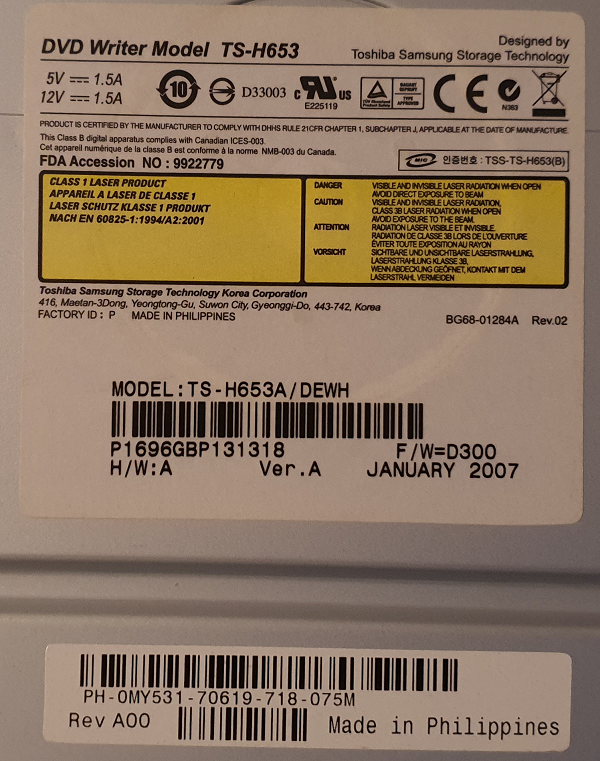 DVD Writer Model TS-H653
Designed by
Toshiba Samsung Storage Technology
5V 1.5A
12V 1.5A
10
D33003
c UL US
E225119
CE
N363
PRODUCT IS CERTIFIED BY THE MANUFACTURER TO COMPLY WITH DHHS RULE 21CFR CHAPTER 1, SUBCHAPTER J, APPLICABLE AT THE DATE OF MANUFACTURE.
This Class B digital apparatus complies with Canadian ICES-003.
Cet appareil numérique de la classe B est conforme à la norme NMB-003 du Canada.
FDA Accession NO : 9922779
MIC 인증번호 : TSS-TS-H653(B)
CLASS 1 LASER PRODUCT
APPAREIL A LASER DE CLASSE 1
LASER SCHUTZ KLASSE 1 PRODUKT
NACH EN 60825-1:1994/A2:2001
DANGER VISIBLE AND INVISIBLE LASER RADIATION WHEN OPEN
AVOID DIRECT EXPOSURE TO BEAM
CAUTION VISIBLE AND INVISIBLE LASER RADIATION,
CLASS 3B LASER RADIATION WHEN OPEN
AVOID EXPOSURE TO THE BEAM.
ATTENTION RADIATION LASER VISIBLE ET INVISIBLE,
RADIATION DE CLASSE 3B LORS DE L'OUVERTURE
ÉVITER TOUTE EXPOSITION AU RAYON
VORSICHT SICHTBARE UND UNSICHTBARE LASERSTRAHLUNG,
LASERSTRAHLUNG KLASSE 3B,
WENN ABDECKUNG GEÖFFNET, KONTAKT MIT DEM
LASERSTRAHL VERMEIDEN
Toshiba Samsung Storage Technology Korea Corporation
416, Maetan-3Dong, Yeongtong-Gu, Suwon City, Gyeonggi-Do, 443-742, Korea
FACTORY ID : P MADE IN PHILIPPINES
BG68-01284A Rev.02
MODEL:TS-H653A/DEWH
P1696GBP131318 F/W=D300
H/W:A Ver.A JANUARY 2007
PH-0MY531-70619-718-075M
Rev A00 Made in Philippines